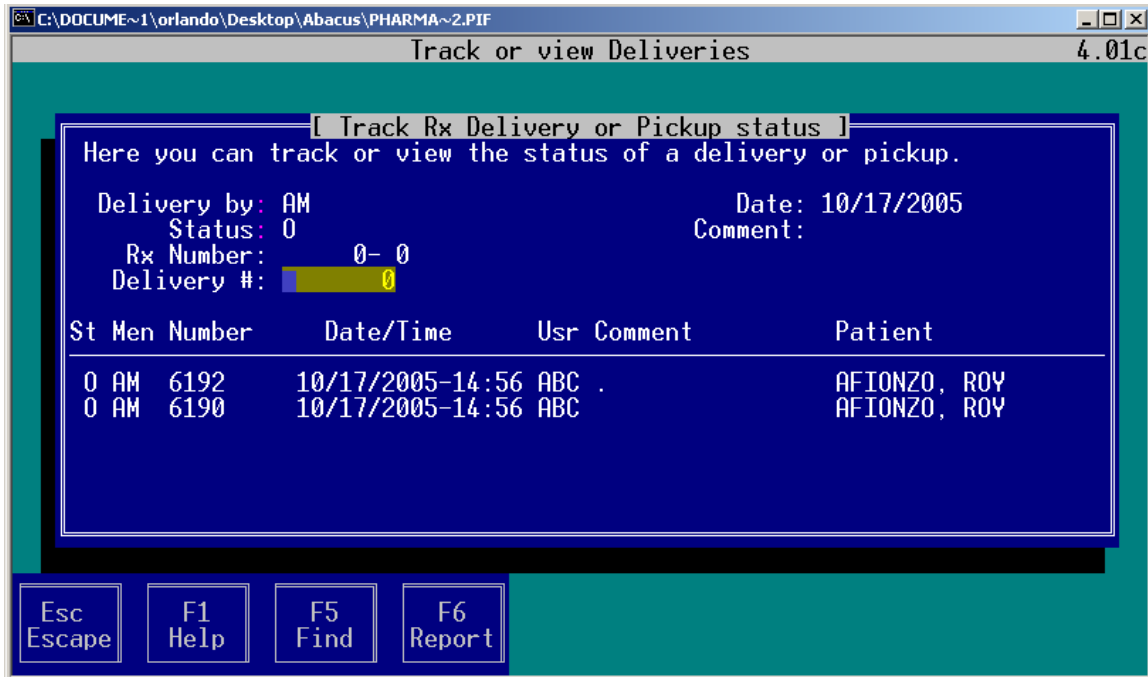 C:\DOCUME~1\orlando\Desktop\Abacus\PHARMA~2.PIF
Track or view Deliveries 4.01c
[ Track Rx Delivery or Pickup status ]
Here you can track or view the status of a delivery or pickup.
Delivery by: AM Date: 10/17/2005
Status: O Comment:
Rx Number: 0- 0
Delivery #: 0
St Men Number Date/Time Usr Comment Patient
O AM 6192 10/17/2005-14:56 ABC . AFIONZO, ROY
O AM 6190 10/17/2005-14:56 ABC AFIONZO, ROY
Esc F1 F5 F6
Escape Help Find Report